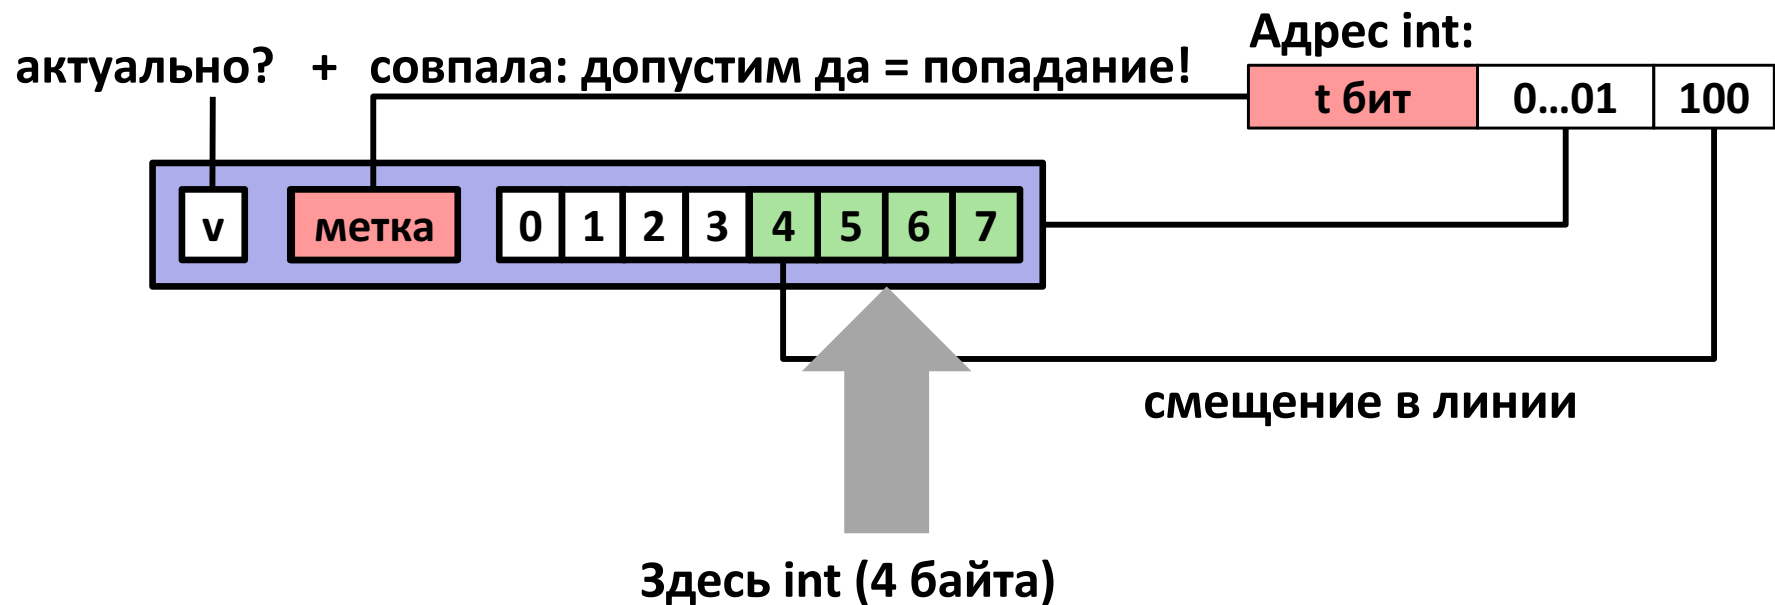 Адрес int:
актуально? + совпала: допустим да = попадание!
t бит 0...01 100
v метка 0 1 2 3 4 5 6 7
смещение в линии
Здесь int (4 байта)